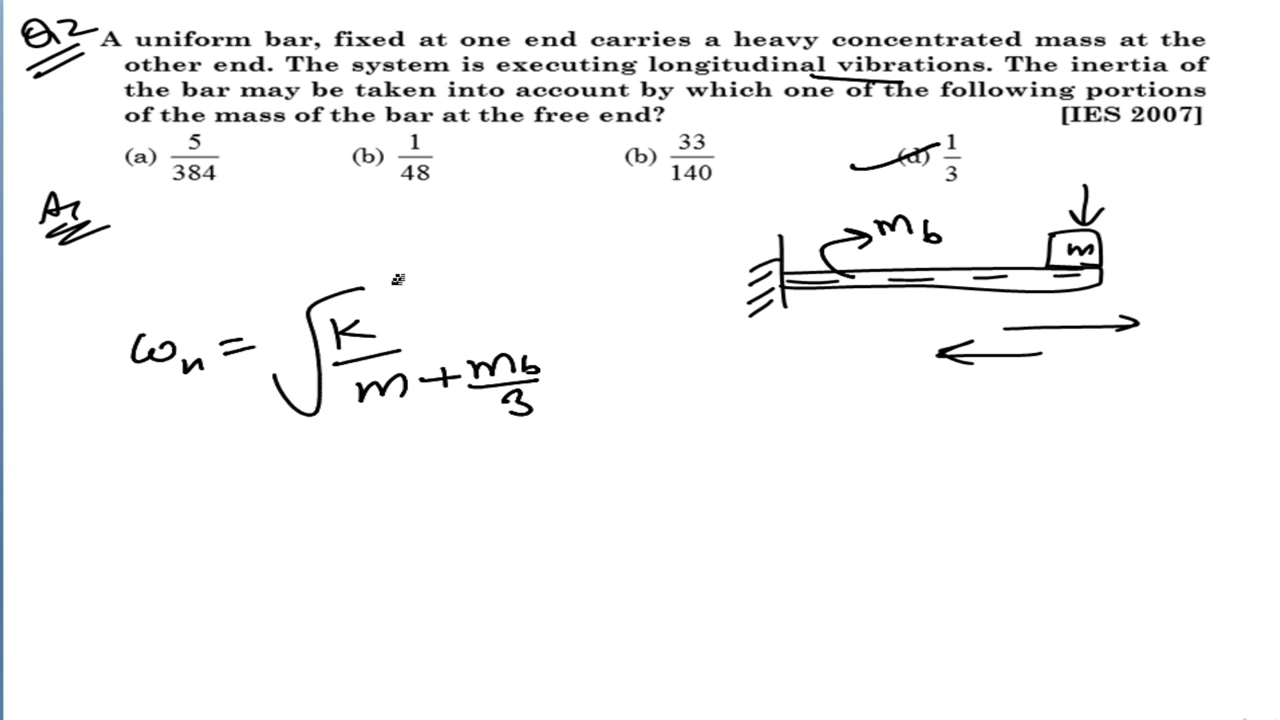 Q2
A uniform bar, fixed at one end carries a heavy concentrated mass at the
other end. The system is executing longitudinal vibrations. The inertia of
the bar may be taken into account by which one of the following portions
of the mass of the bar at the free end? [IES 2007]
(a) 5/384 (b) 1/48 (b) 33/140 (d) 1/3
m_b
m
ω_n = √(K/(m + m_b/3))